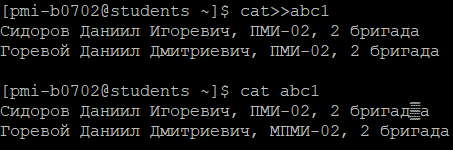 [pmi-b0702@students ~]$ cat>>abc1
Сидоров Даниил Игоревич, ПМИ-02, 2 бригада
Горевой Даниил Дмитриевич, ПМИ-02, 2 бригада
[pmi-b0702@students ~]$ cat abc1
Сидоров Даниил Игоревич, ПМИ-02, 2 бригада
Горевой Даниил Дмитриевич, МПМИ-02, 2 бригада